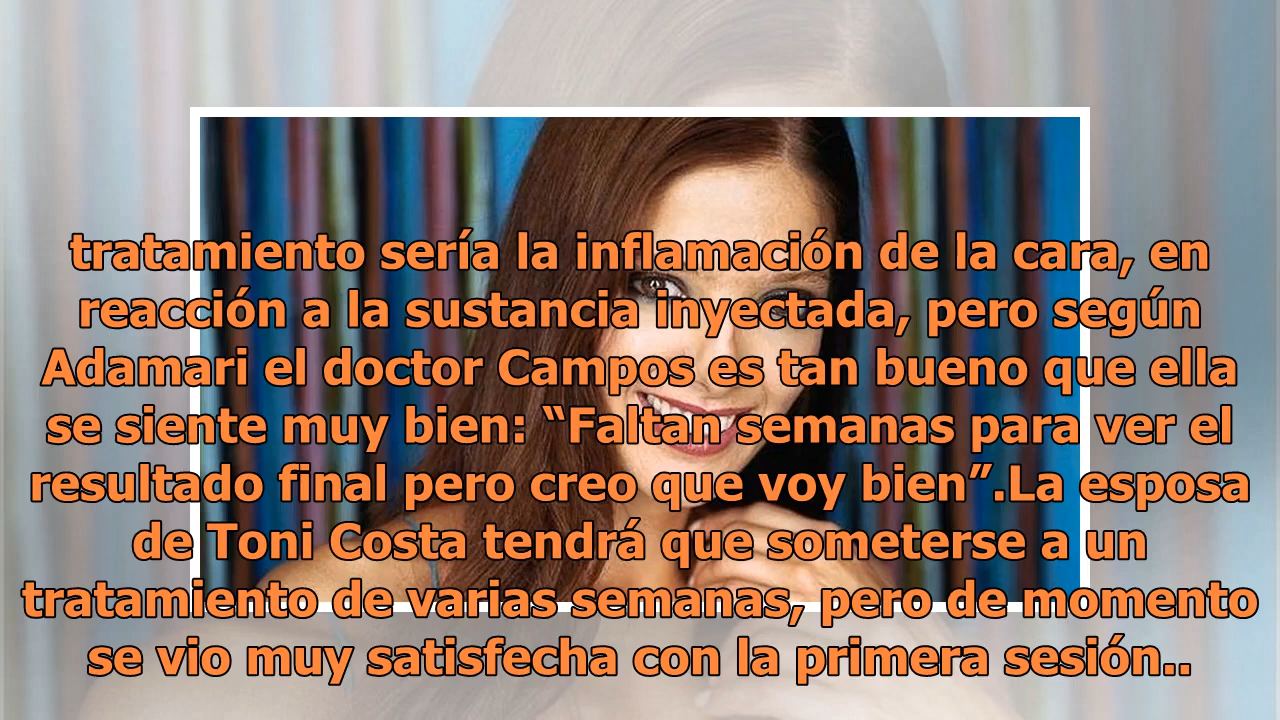 tratamiento sería la inflamación de la cara, en
reacción a la sustancia inyectada, pero según
Adamari el doctor Campos es tan bueno que ella
se siente muy bien: “Faltan semanas para ver el
resultado final pero creo que voy bien”.La esposa
de Toni Costa tendrá que someterse a un
tratamiento de varias semanas, pero de momento
se vio muy satisfecha con la primera sesión..